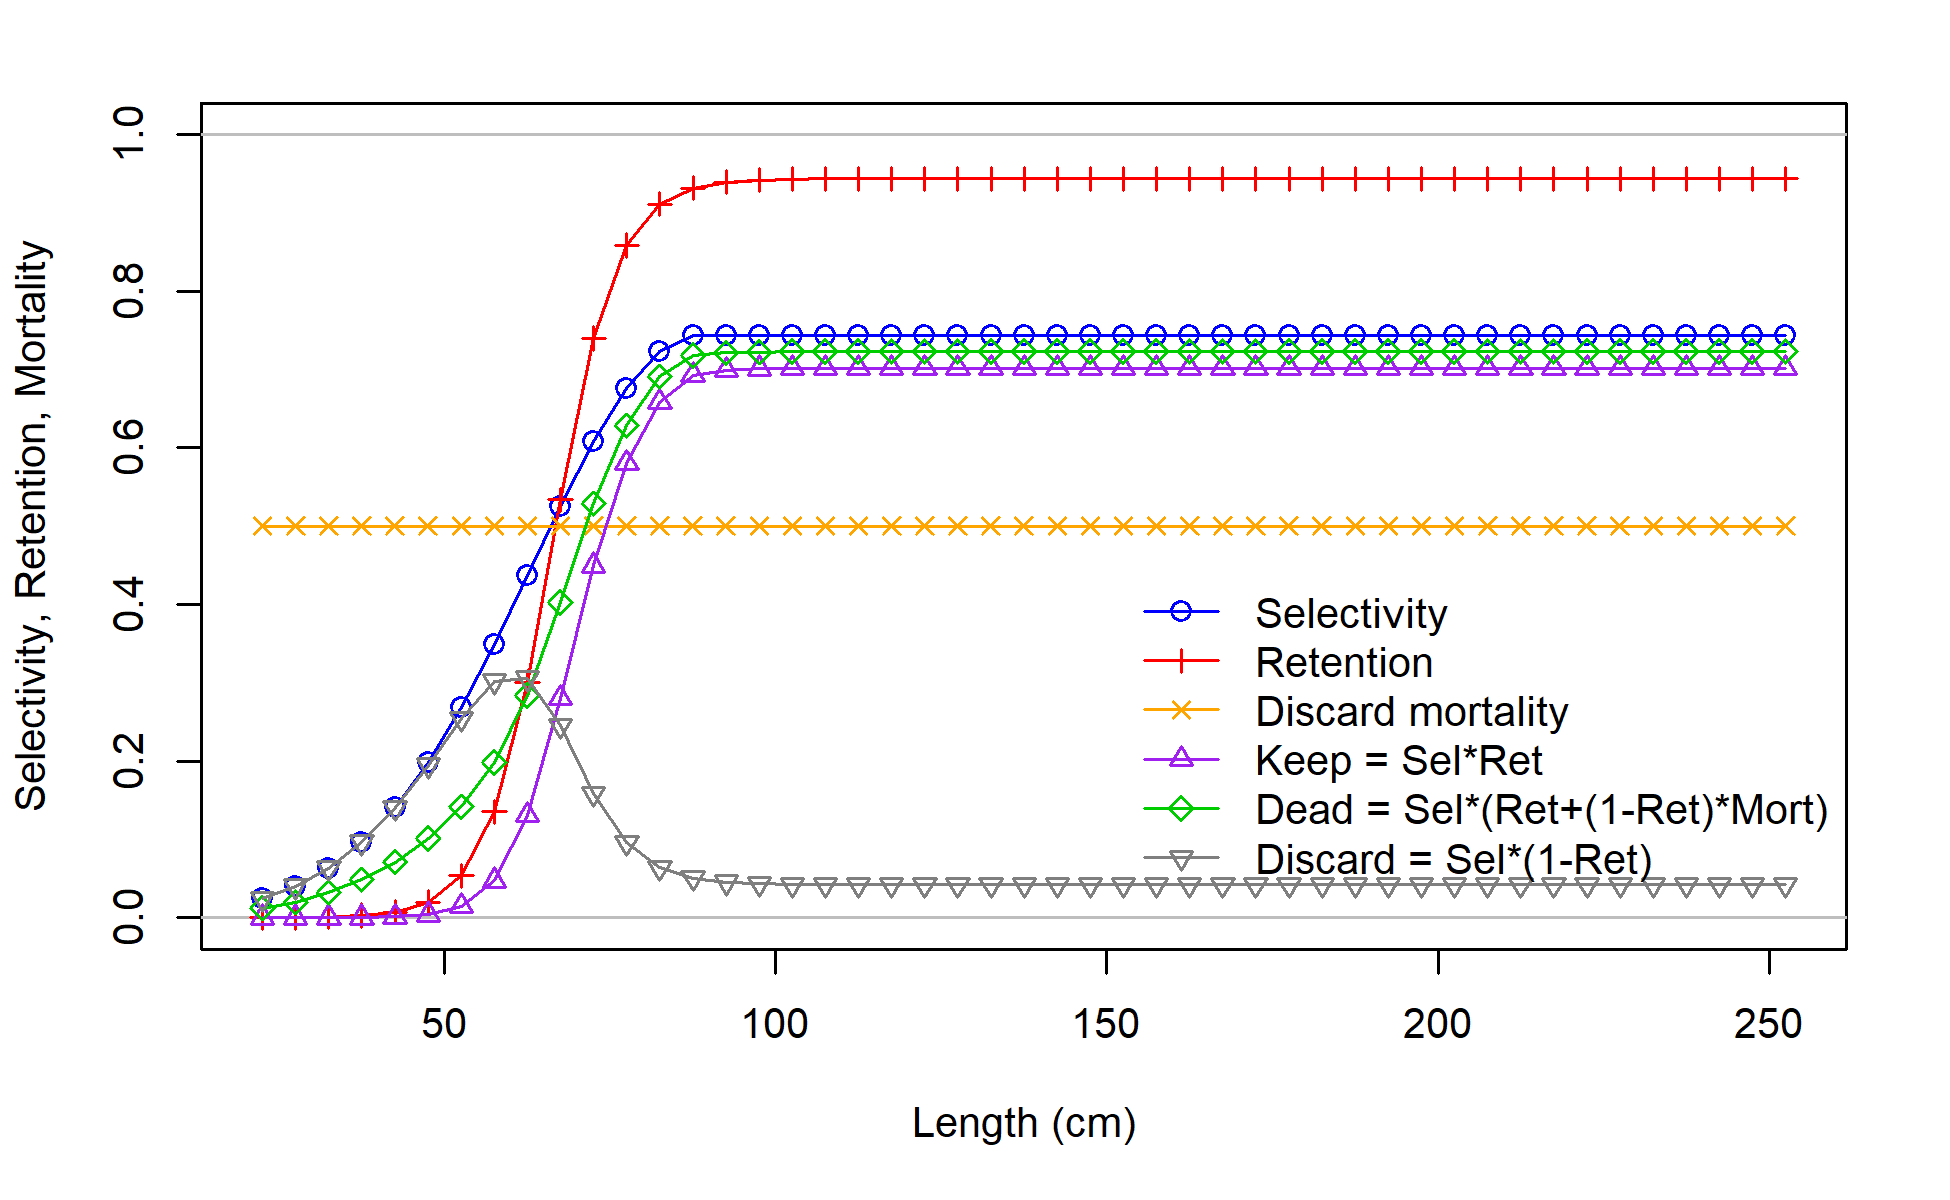 Selectivity, Retention, Mortality
1.0
0.8
0.6
0.4
0.2
0.0
Selectivity
Retention
Discard mortality
Keep = Sel*Ret
Dead = Sel*(Ret+(1-Ret)*Mort)
Discard = Sel*(1-Ret)
50 100 150 200 250
Length (cm)